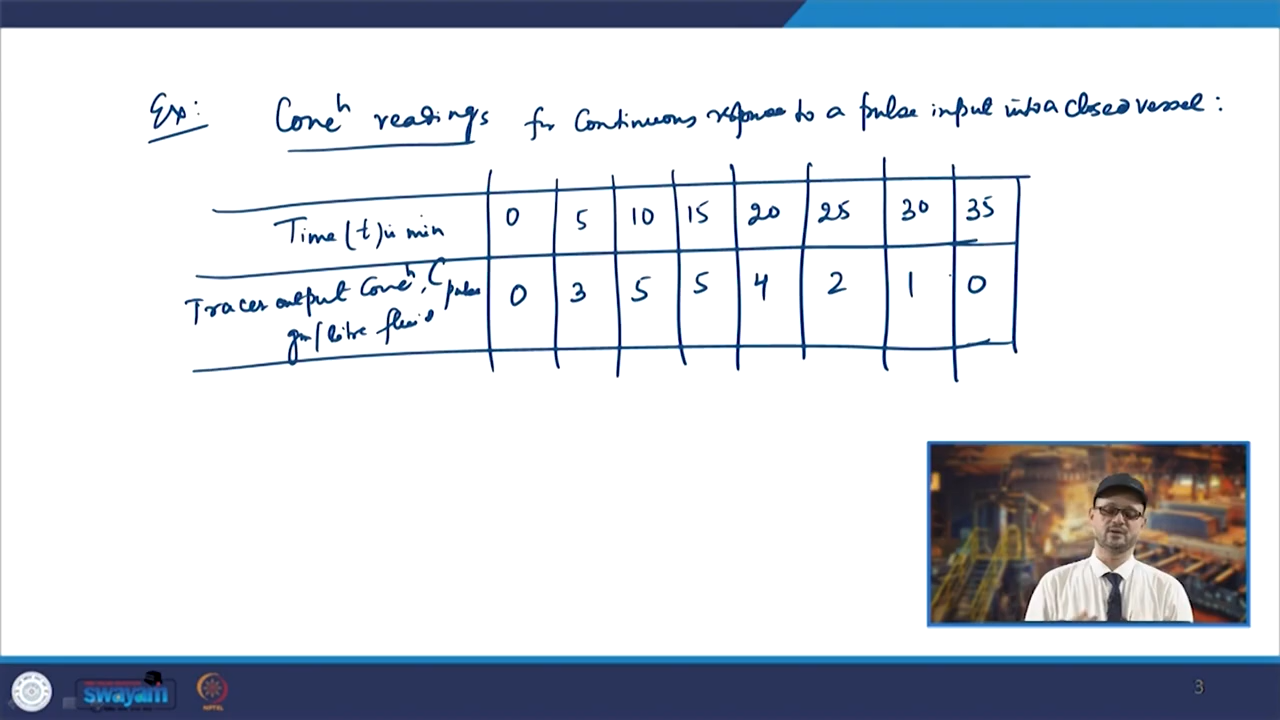 Ex: Concⁿ readings for Continuous response to a pulse input into a closed vessel:
Time (t) in min 0 5 10 15 20 25 30 35
Tracer output Concⁿ, C pulse 0 3 5 5 4 2 1 0
gm/litre fluid
3
swayam
NPTEL